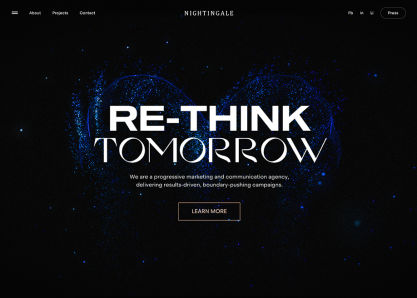 About Projects Contact
NIGHTINGALE
Fb In Press
RE-THINK
TOMORROW
We are a progressive marketing and communication agency,
delivering results-driven, boundary-pushing campaigns.
LEARN MORE